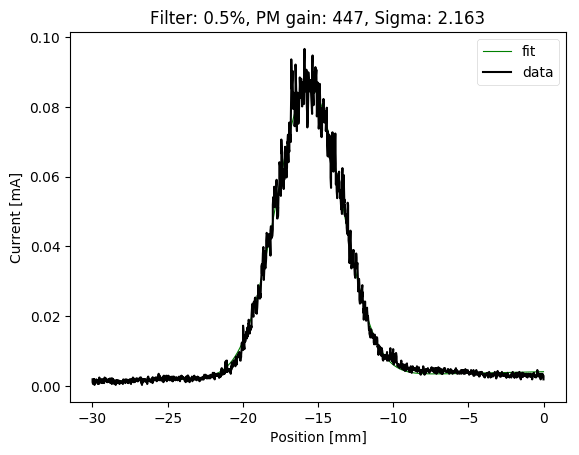 Filter: 0.5%, PM gain: 447, Sigma: 2.163
fit
data
0.10
0.08
0.06
0.04
0.02
0.00
Current [mA]
−30
−25
−20
−15
−10
−5
0
Position [mm]